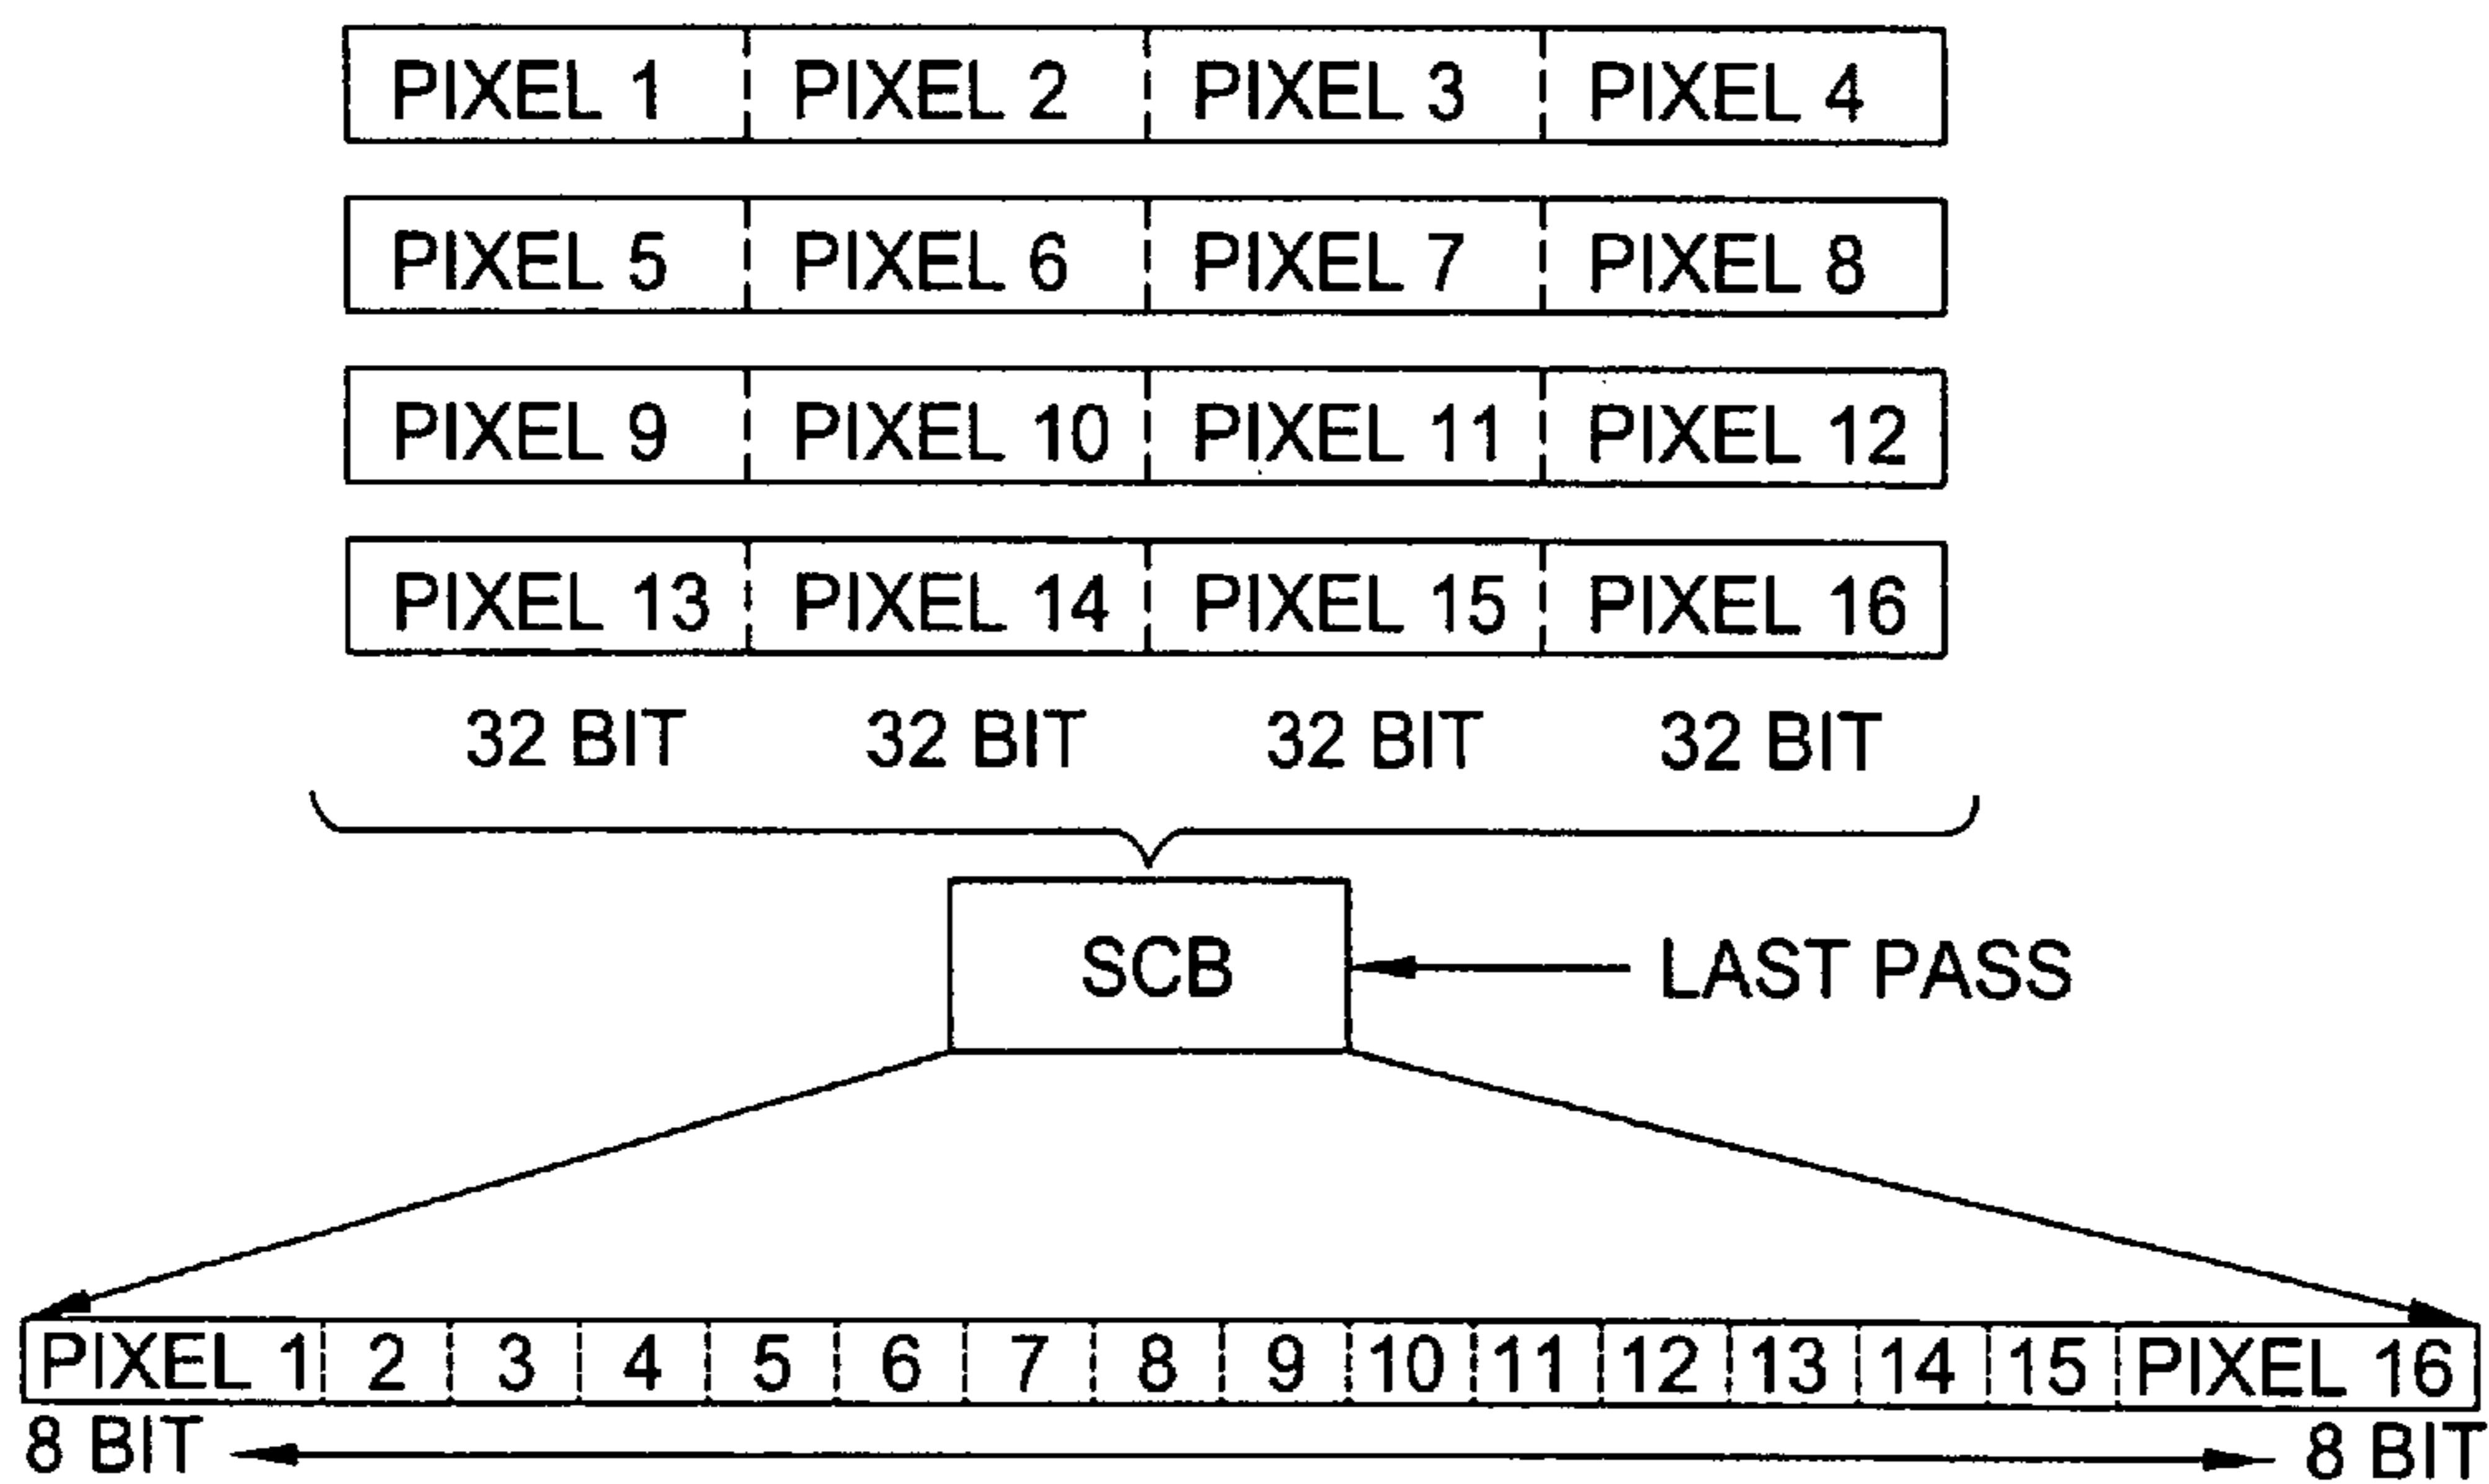 PIXEL 1 PIXEL 2 PIXEL 3 PIXEL 4
PIXEL 5 PIXEL 6 PIXEL 7 PIXEL 8
PIXEL 9 PIXEL 10 PIXEL 11 PIXEL 12
PIXEL 13 PIXEL 14 PIXEL 15 PIXEL 16
32 BIT 32 BIT 32 BIT 32 BIT
SCB LAST PASS
PIXEL 1 2 3 4 5 6 7 8 9 10 11 12 13 14 15 PIXEL 16
8 BIT 8 BIT